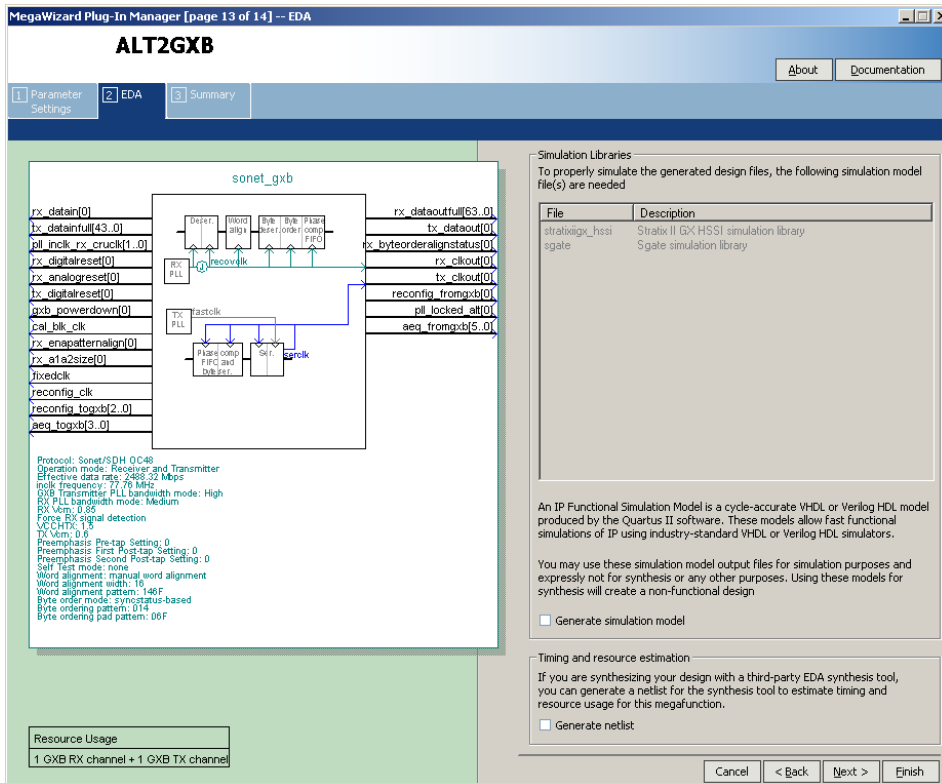 MegaWizard Plug-In Manager [page 13 of 14] -- EDA
ALT2GXB
About
Documentation
1 Parameter
Settings
2 EDA
3 Summary
sonet_gxb
rx_datain[0]
tx_datainfull[43..0]
pll_inclk_rx_cruclk[1..0]
rx_digitalreset[0]
rx_analogreset[0]
tx_digitalreset[0]
gxb_powerdown[0]
cal_blk_clk
rx_enapatternalign[0]
rx_a1a2size[0]
fixedclk
reconfig_clk
reconfig_togxb[2..0]
aeq_togxb[3..0]
Deser.
Word
align
Byte
deser.
Byte
order
Phase
comp
FIFO
RX
PLL
recovclk
TX
PLL
fastclk
Phase comp
FIFO and
byte ser.
Ser.
serclk
rx_dataoutfull[63..0]
tx_dataout[0]
rx_byteorderalignstatus[0]
rx_clkout[0]
tx_clkout[0]
reconfig_fromgxb[0]
pll_locked_alt[0]
aeq_fromgxb[5..0]
Protocol: Sonet/SDH OC48
Operation mode: Receiver and Transmitter
Effective data rate: 2488.32 Mbps
inclk frequency: 77.76 MHz
GXB Transmitter PLL bandwidth mode: High
RX PLL bandwidth mode: Medium
RX Vcm: 0.85
Force RX signal detection
VCCHTX: 1.5
TX Vcm: 0.6
Preemphasis Pre-tap Setting: 0
Preemphasis First Post-tap Setting: 0
Preemphasis Second Post-tap Setting: 0
Self Test mode: none
Word alignment: manual word alignment
Word alignment width: 16
Word alignment pattern: 146F
Byte order mode: syncstatus-based
Byte ordering pattern: 014
Byte ordering pad pattern: 06F
Resource Usage
1 GXB RX channel + 1 GXB TX channel
Simulation Libraries
To properly simulate the generated design files, the following simulation model
file(s) are needed
File Description
stratixiigx_hssi Stratix II GX HSSI simulation library
sgate Sgate simulation library
An IP Functional Simulation Model is a cycle-accurate VHDL or Verilog HDL model
produced by the Quartus II software. These models allow fast functional
simulations of IP using industry-standard VHDL or Verilog HDL simulators.
You may use these simulation model output files for simulation purposes and
expressly not for synthesis or any other purposes. Using these models for
synthesis will create a non-functional design
Generate simulation model
Timing and resource estimation
If you are synthesizing your design with a third-party EDA synthesis tool,
you can generate a netlist for the synthesis tool to estimate timing and
resource usage for this megafunction.
Generate netlist
Cancel
< Back
Next >
Finish